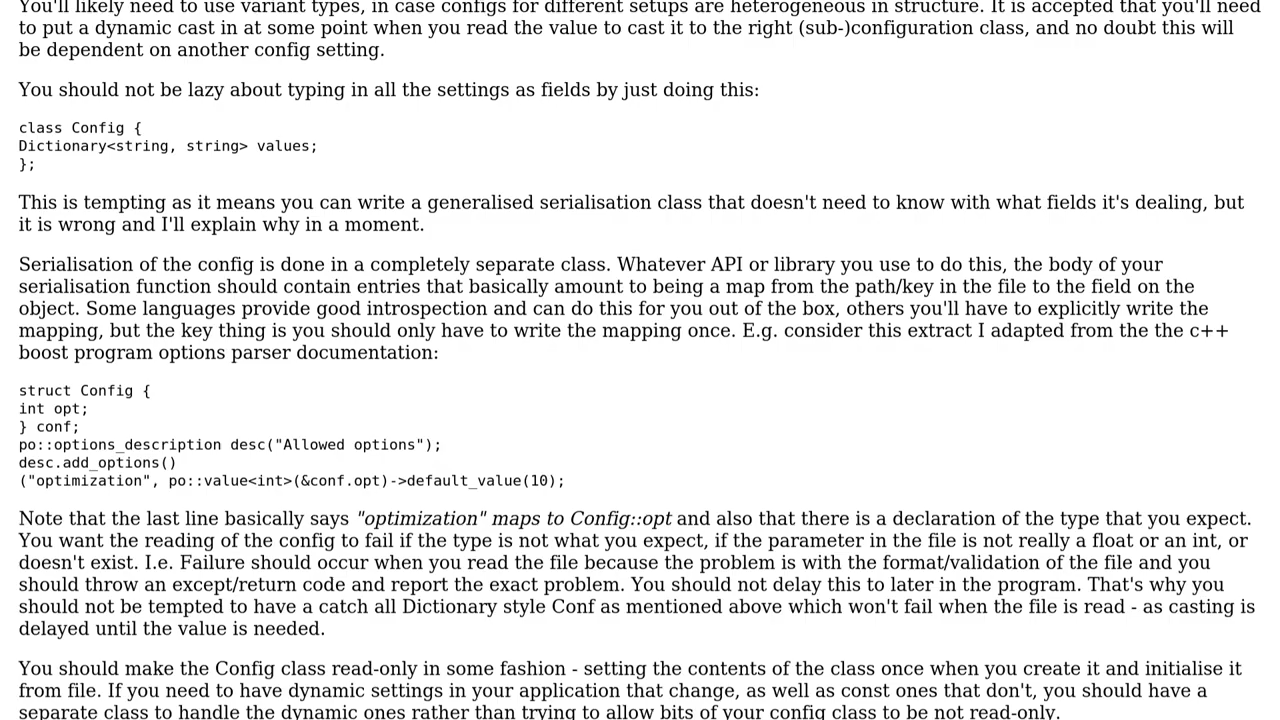 You'll likely need to use variant types, in case configs for different setups are heterogeneous in structure. It is accepted that you'll need
to put a dynamic cast in at some point when you read the value to cast it to the right (sub-)configuration class, and no doubt this will
be dependent on another config setting.
You should not be lazy about typing in all the settings as fields by just doing this:
class Config {
Dictionary<string, string> values;
};
This is tempting as it means you can write a generalised serialisation class that doesn't need to know with what fields it's dealing, but
it is wrong and I'll explain why in a moment.
Serialisation of the config is done in a completely separate class. Whatever API or library you use to do this, the body of your
serialisation function should contain entries that basically amount to being a map from the path/key in the file to the field on the
object. Some languages provide good introspection and can do this for you out of the box, others you'll have to explicitly write the
mapping, but the key thing is you should only have to write the mapping once. E.g. consider this extract I adapted from the the c++
boost program options parser documentation:
struct Config {
int opt;
} conf;
po::options_description desc("Allowed options");
desc.add_options()
("optimization", po::value<int>(&conf.opt)->default_value(10);
Note that the last line basically says "optimization" maps to Config::opt and also that there is a declaration of the type that you expect.
You want the reading of the config to fail if the type is not what you expect, if the parameter in the file is not really a float or an int, or
doesn't exist. I.e. Failure should occur when you read the file because the problem is with the format/validation of the file and you
should throw an except/return code and report the exact problem. You should not delay this to later in the program. That's why you
should not be tempted to have a catch all Dictionary style Conf as mentioned above which won't fail when the file is read - as casting is
delayed until the value is needed.
You should make the Config class read-only in some fashion - setting the contents of the class once when you create it and initialise it
from file. If you need to have dynamic settings in your application that change, as well as const ones that don't, you should have a
separate class to handle the dynamic ones rather than trying to allow bits of your config class to be not read-only.